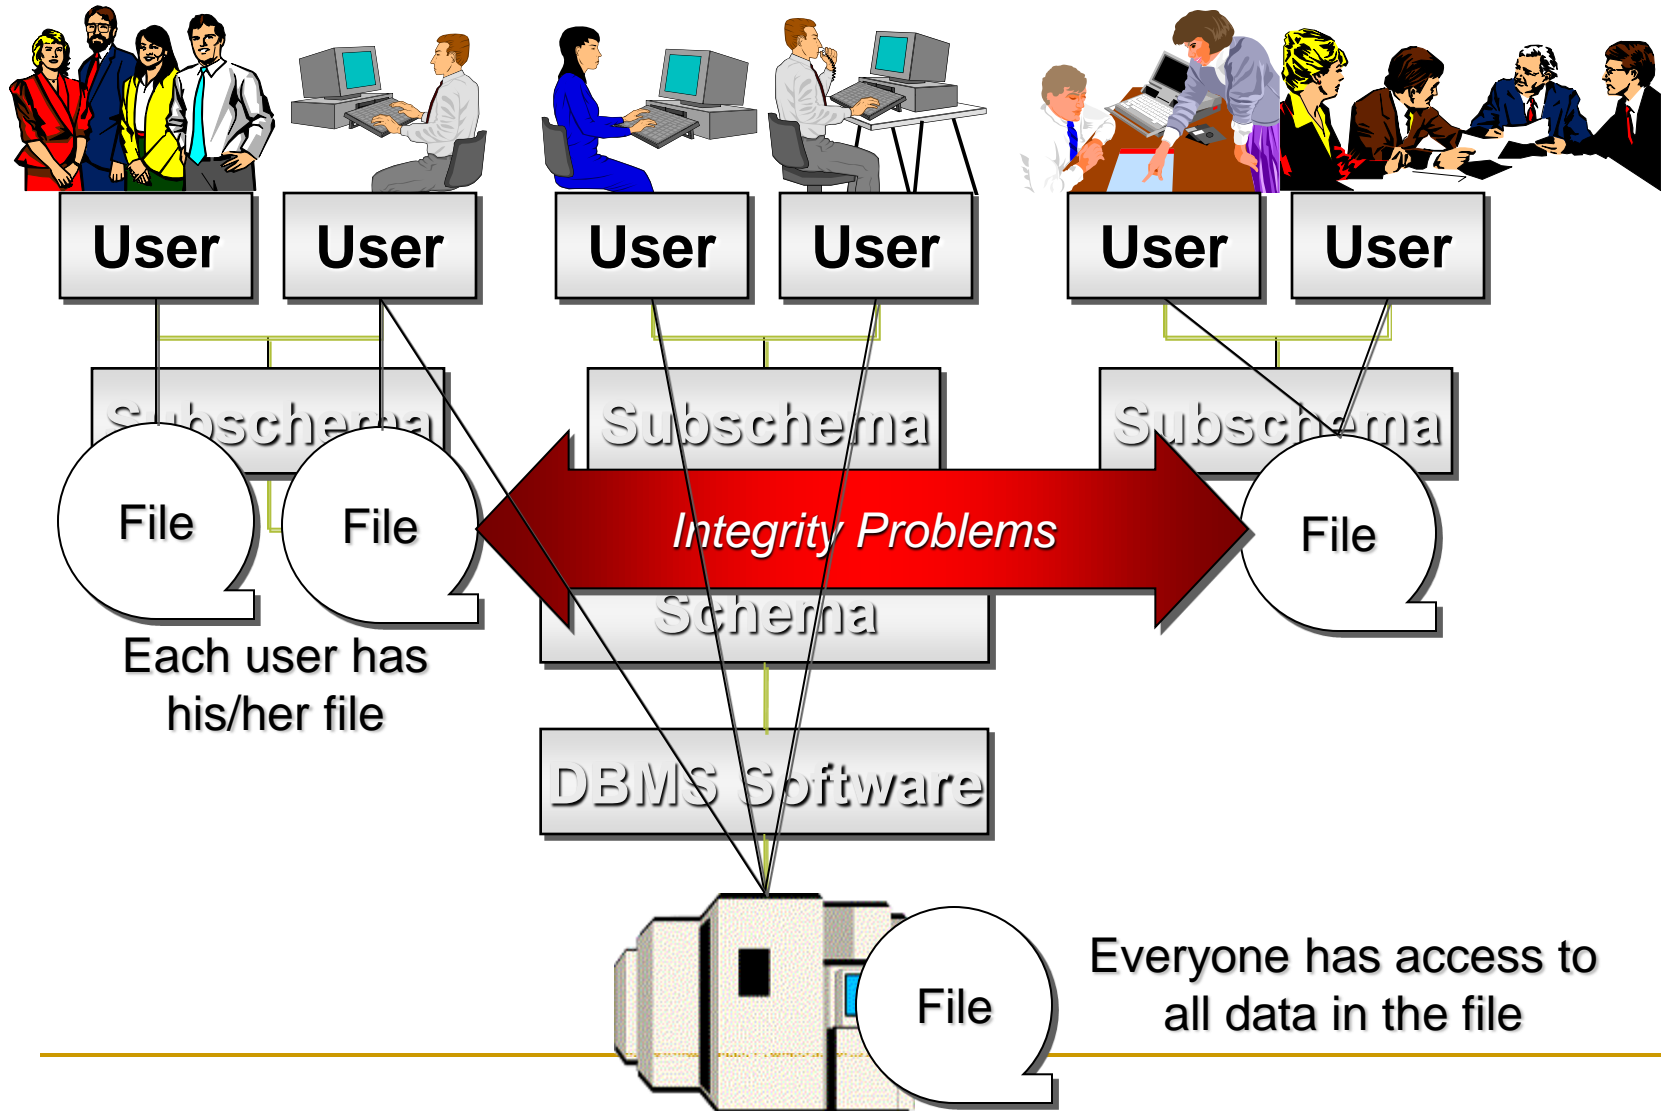 User
User
User
User
User
User
Subschema
Subschema
Subschema
File
File
Integrity Problems
File
Schema
Each user has
his/her file
DBMS Software
File
Everyone has access to
all data in the file